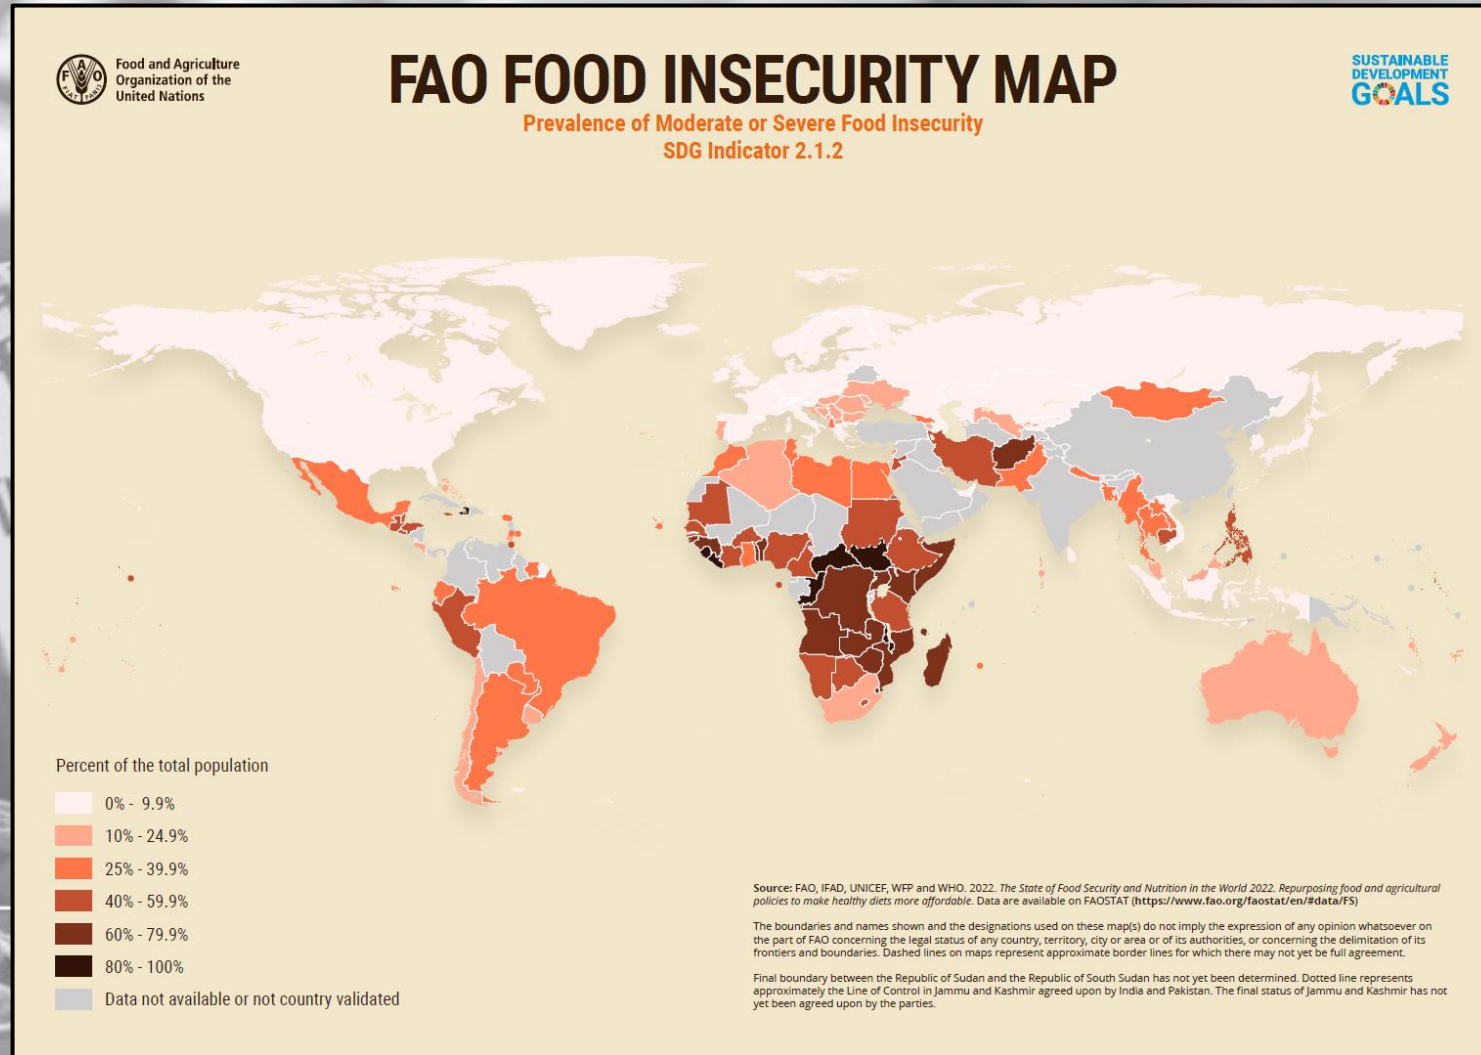 Food and Agriculture
Organization of the
United Nations
F A O
FIAT PANIS
FAO FOOD INSECURITY MAP
Prevalence of Moderate or Severe Food Insecurity
SDG Indicator 2.1.2
SUSTAINABLE
DEVELOPMENT
GOALS
Percent of the total population
0% - 9.9%
10% - 24.9%
25% - 39.9%
40% - 59.9%
60% - 79.9%
80% - 100%
Data not available or not country validated
Source: FAO, IFAD, UNICEF, WFP and WHO. 2022. The State of Food Security and Nutrition in the World 2022. Repurposing food and agricultural
policies to make healthy diets more affordable. Data are available on FAOSTAT (https://www.fao.org/faostat/en/#data/FS)
The boundaries and names shown and the designations used on these map(s) do not imply the expression of any opinion whatsoever on
the part of FAO concerning the legal status of any country, territory, city or area or of its authorities, or concerning the delimitation of its
frontiers and boundaries. Dashed lines on maps represent approximate border lines for which there may not yet be full agreement.
Final boundary between the Republic of Sudan and the Republic of South Sudan has not yet been determined. Dotted line represents
approximately the Line of Control in Jammu and Kashmir agreed upon by India and Pakistan. The final status of Jammu and Kashmir has not
yet been agreed upon by the parties.